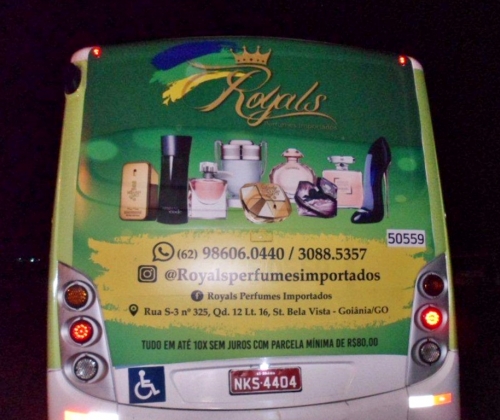 Royals
50559
(62) 98606.0440 / 3088.5357
@Royalsperfumesimportados
Royals Perfumes Importados
Rua S-3 nº 325, Qd. 12 Lt. 16, St. Bela Vista - Goiânia/GO
TUDO EM ATÉ 10X SEM JUROS COM PARCELA MÍNIMA DE R$80,00
NKS-4404